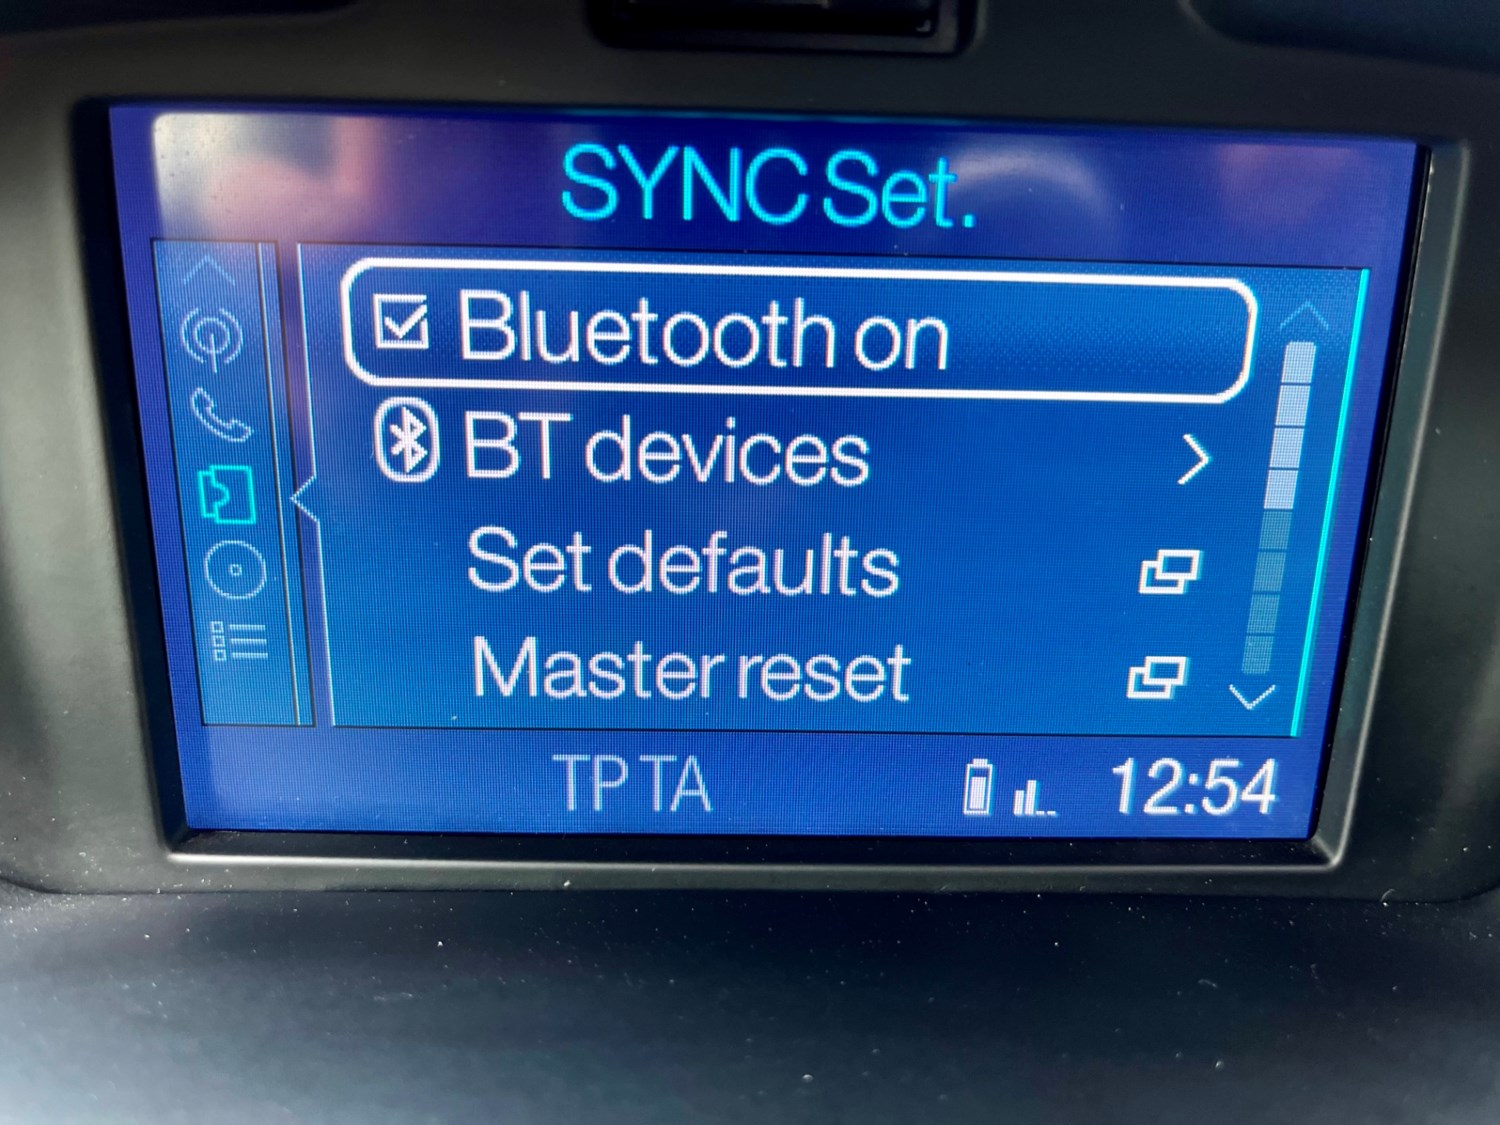 SYNC Set.
Bluetooth on
BT devices
Set defaults
Master reset
TP TA 12:54